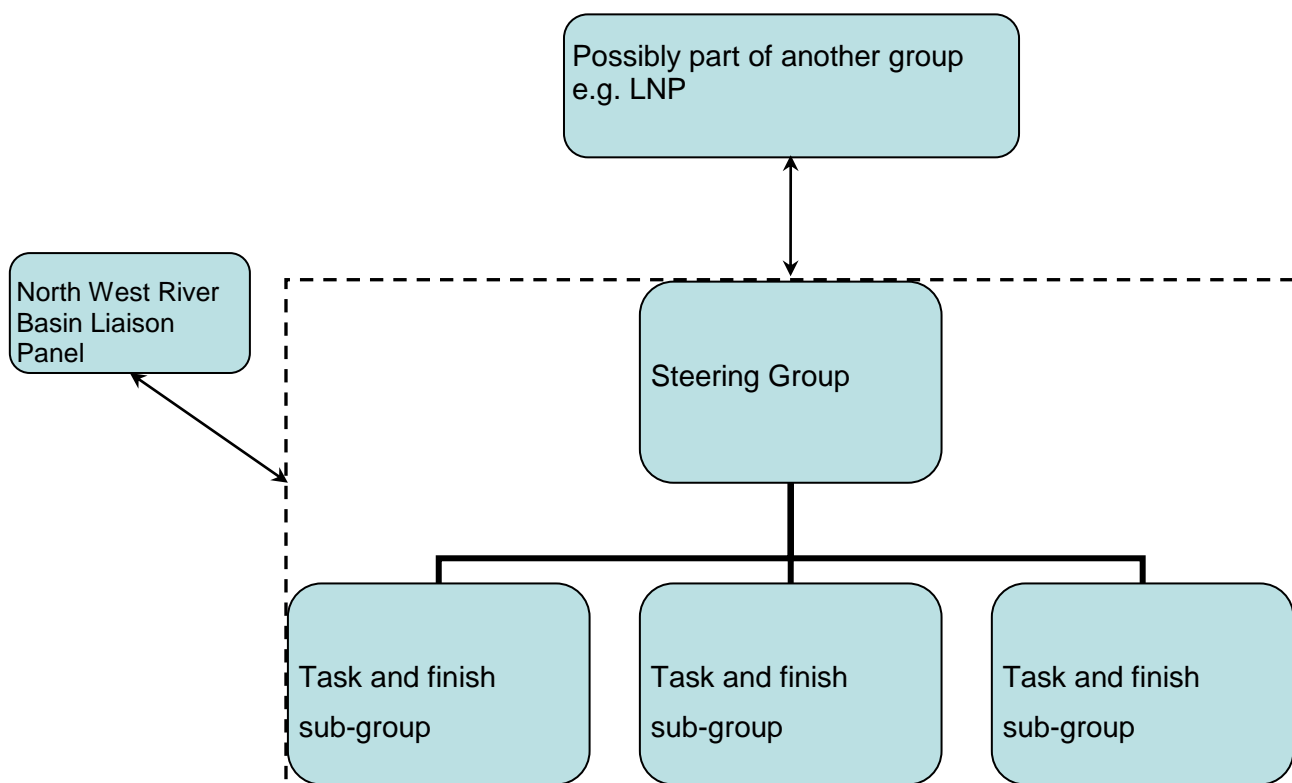 Possibly part of another group
e.g. LNP
North West River
Basin Liaison
Panel
Steering Group
Task and finish
sub-group
Task and finish
sub-group
Task and finish
sub-group